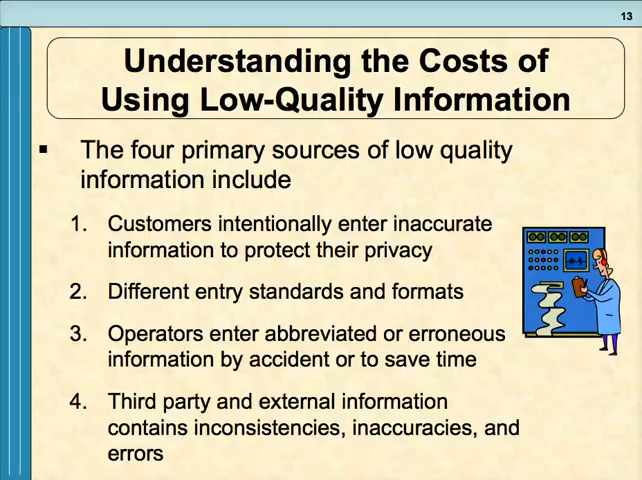 13
Understanding the Costs of
Using Low-Quality Information
▪ The four primary sources of low quality
information include
1. Customers intentionally enter inaccurate
information to protect their privacy
2. Different entry standards and formats
3. Operators enter abbreviated or erroneous
information by accident or to save time
4. Third party and external information
contains inconsistencies, inaccuracies, and
errors